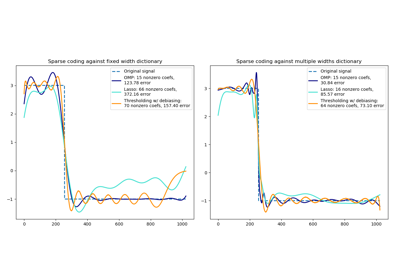 Sparse coding against fixed width dictionary
Original signal
OMP: 15 nonzero coefs,
123.78 error
Lasso: 66 nonzero coefs,
372.16 error
Thresholding w/ debiasing:
70 nonzero coefs, 157.40 error
3
2
1
0
−1
0
200
400
600
800
1000
Sparse coding against multiple widths dictionary
Original signal
OMP: 15 nonzero coefs,
30.84 error
Lasso: 16 nonzero coefs,
85.57 error
Thresholding w/ debiasing:
64 nonzero coefs, 73.10 error
3
2
1
0
−1
0
200
400
600
800
1000